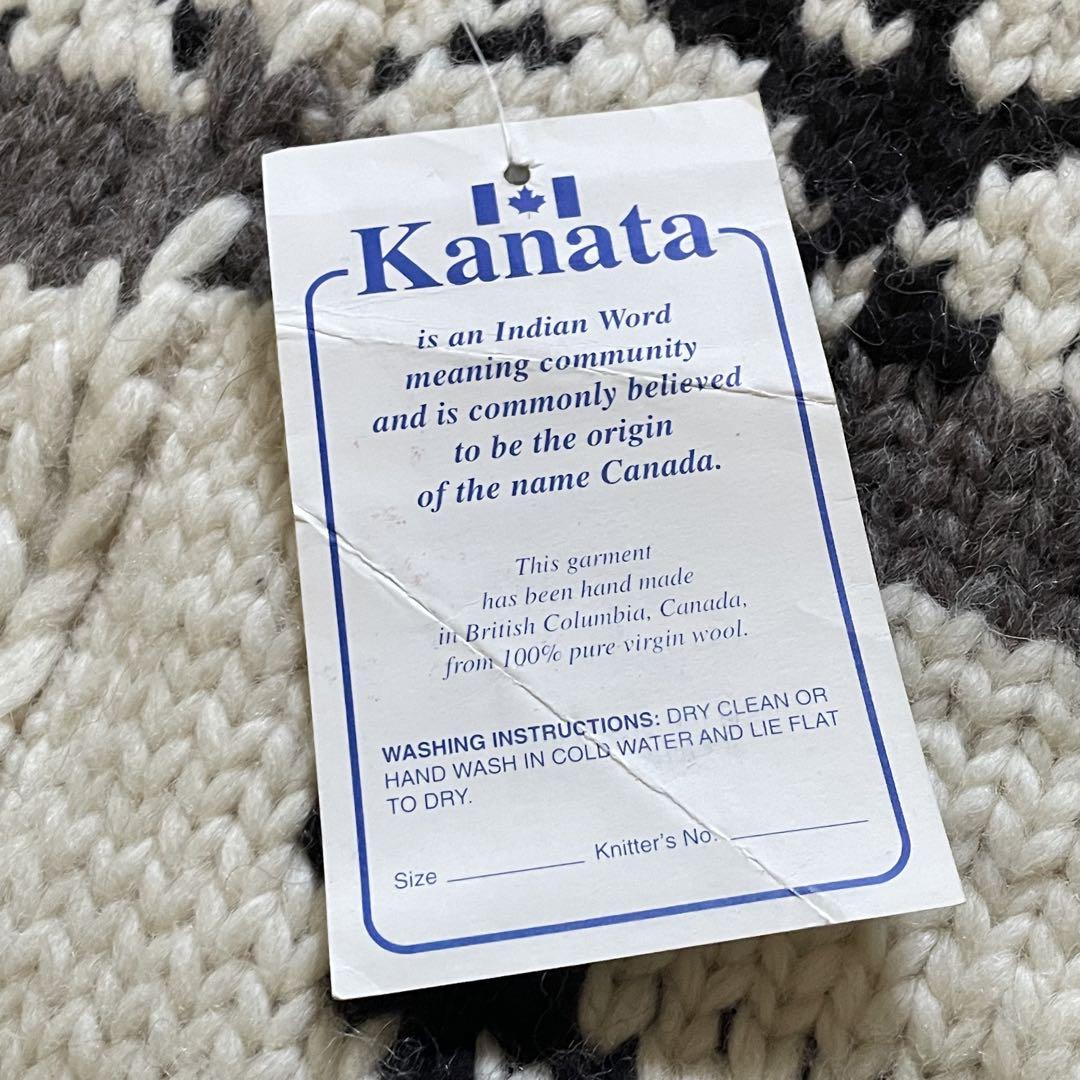 Kanata
is an Indian Word
meaning community
and is commonly believed
to be the origin
of the name Canada.
This garment
has been hand made
in British Columbia, Canada,
from 100% pure virgin wool.
WASHING INSTRUCTIONS: DRY CLEAN OR
HAND WASH IN COLD WATER AND LIE FLAT
TO DRY.
Size ________ Knitter's No. ________